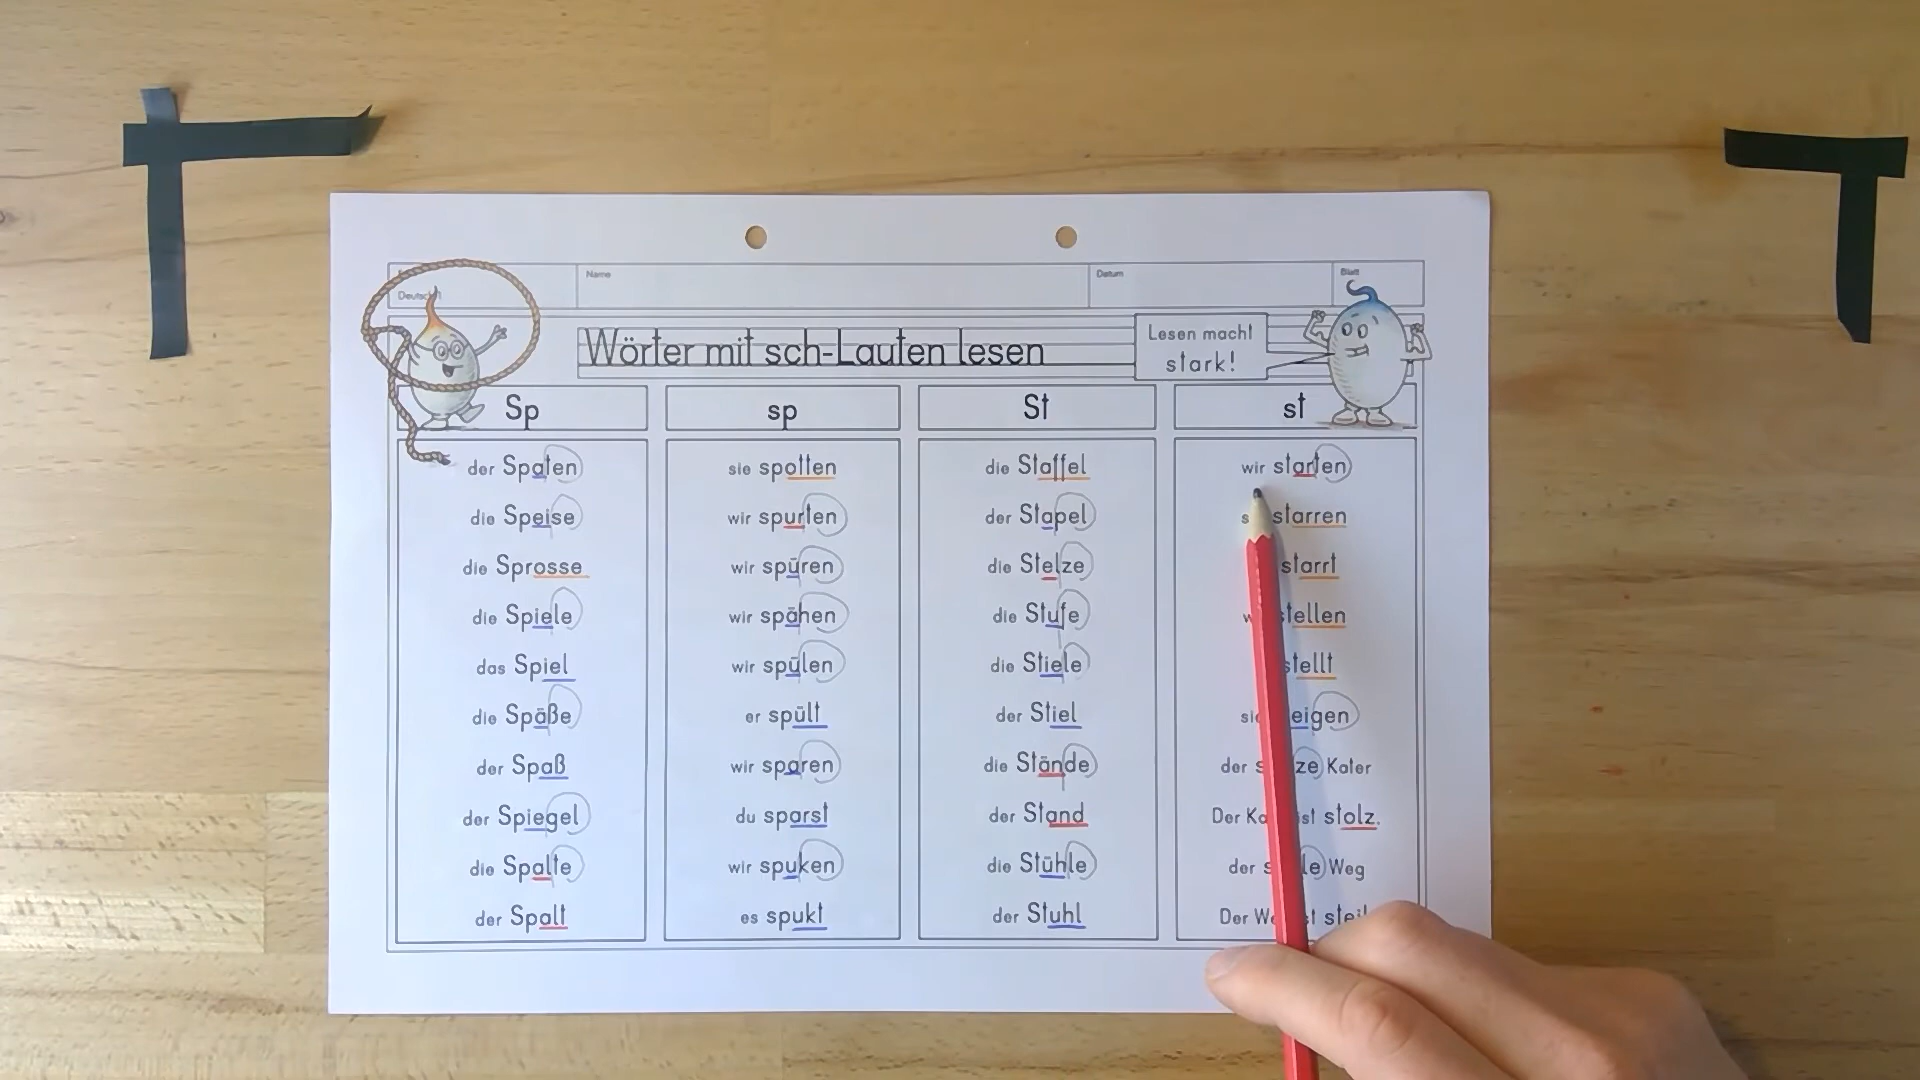 Deutsch 1
Name
Datum
Blatt
Wörter mit sch-Lauten lesen
Lesen macht
stark!
Sp
der Spaten
die Speise
die Sprosse
die Spiele
das Spiel
die Späße
der Spaß
der Spiegel
die Spalte
der Spalt
sp
sie spotten
wir spurten
wir spüren
wir spähen
wir spülen
er spült
wir sparen
du sparst
wir spuken
es spukt
St
die Staffel
der Stapel
die Stelze
die Stufe
die Stiele
der Stiel
die Stände
der Stand
die Stühle
der Stuhl
st
wir starten
starren
starrt
stellen
stellt
der Kater
Der ist stolz.
der Weg
Der